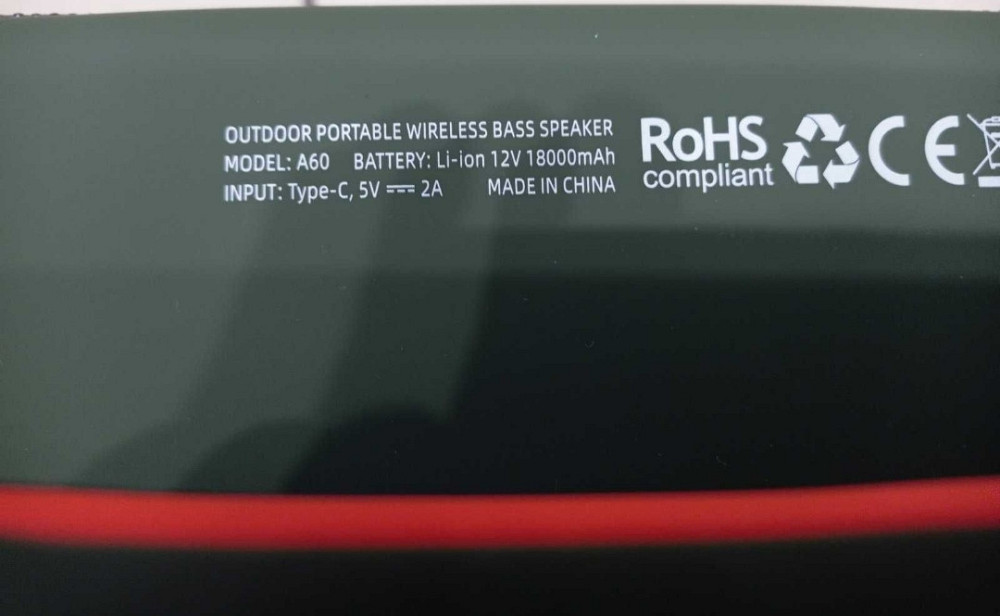 OUTDOOR PORTABLE WIRELESS BASS SPEAKER
MODEL: A60 BATTERY: Li-ion 12V 18000mAh
INPUT: Type-C, 5V ⎓ 2A MADE IN CHINA
RoHS
compliant
CE